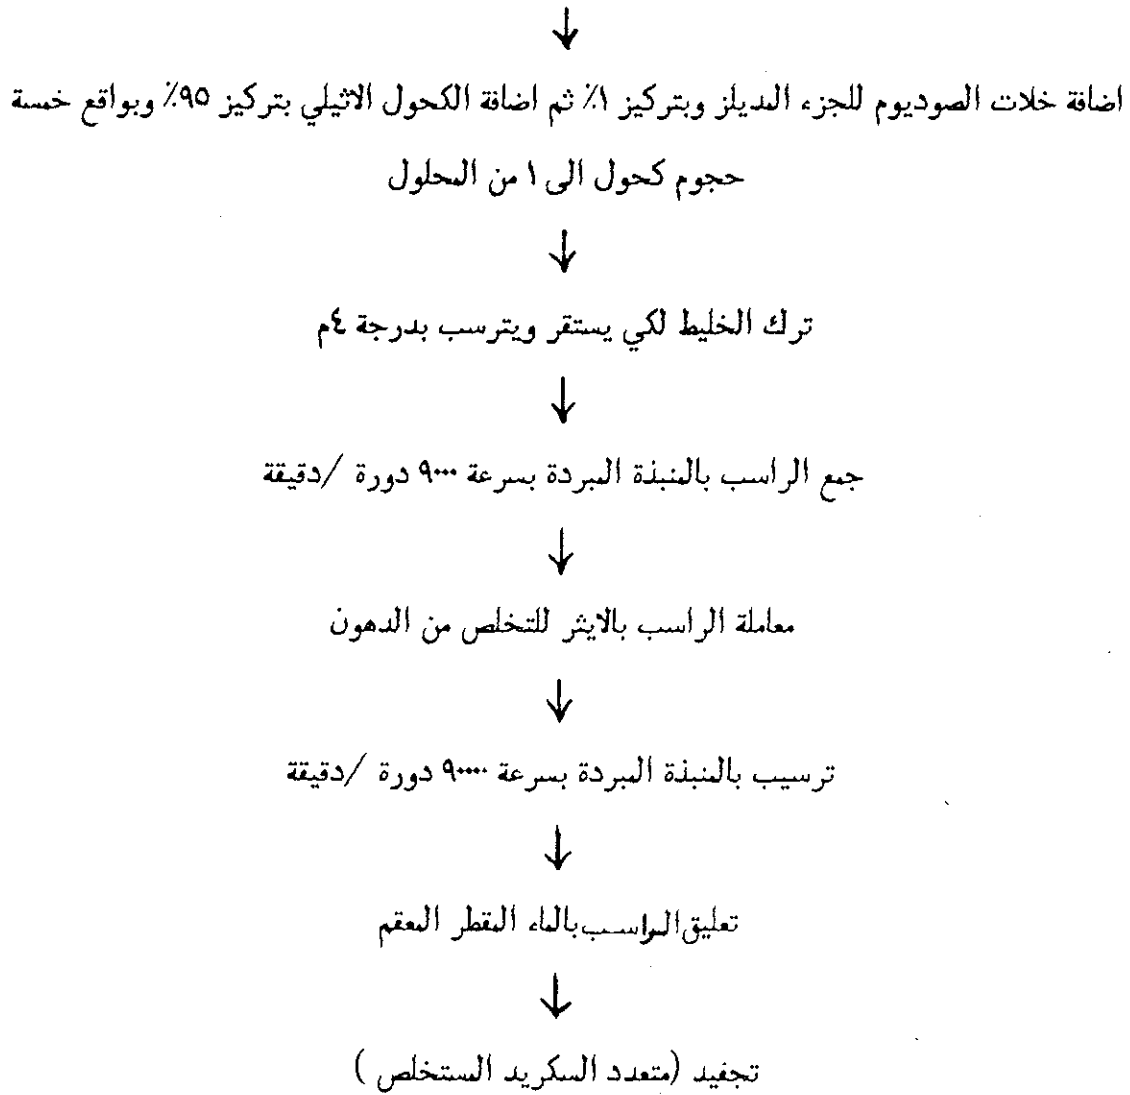 ↓
اضافة خلات الصوديوم للجزء المديلز وبتركيز ١٪ ثم اضافة الكحول الاثيلي بتركيز ٩٥٪ وبواقع خمسة
حجوم كحول الى ١ من المحلول
↓
ترك الخليط لكي يستقر ويترسب بدرجة ٤م
↓
جمع الراسب بالمنبذة المبردة بسرعة ٩٠٠٠ دورة /دقيقة
↓
معاملة الراسب بالايثر للتخلص من الدهون
↓
ترسيب بالمنبذة المبردة بسرعة ٩٠٠٠٠ دورة /دقيقة
↓
تعليق الراسب بالماء المقطر المعقم
↓
تجفيد (متعدد السكريد المستخلص )